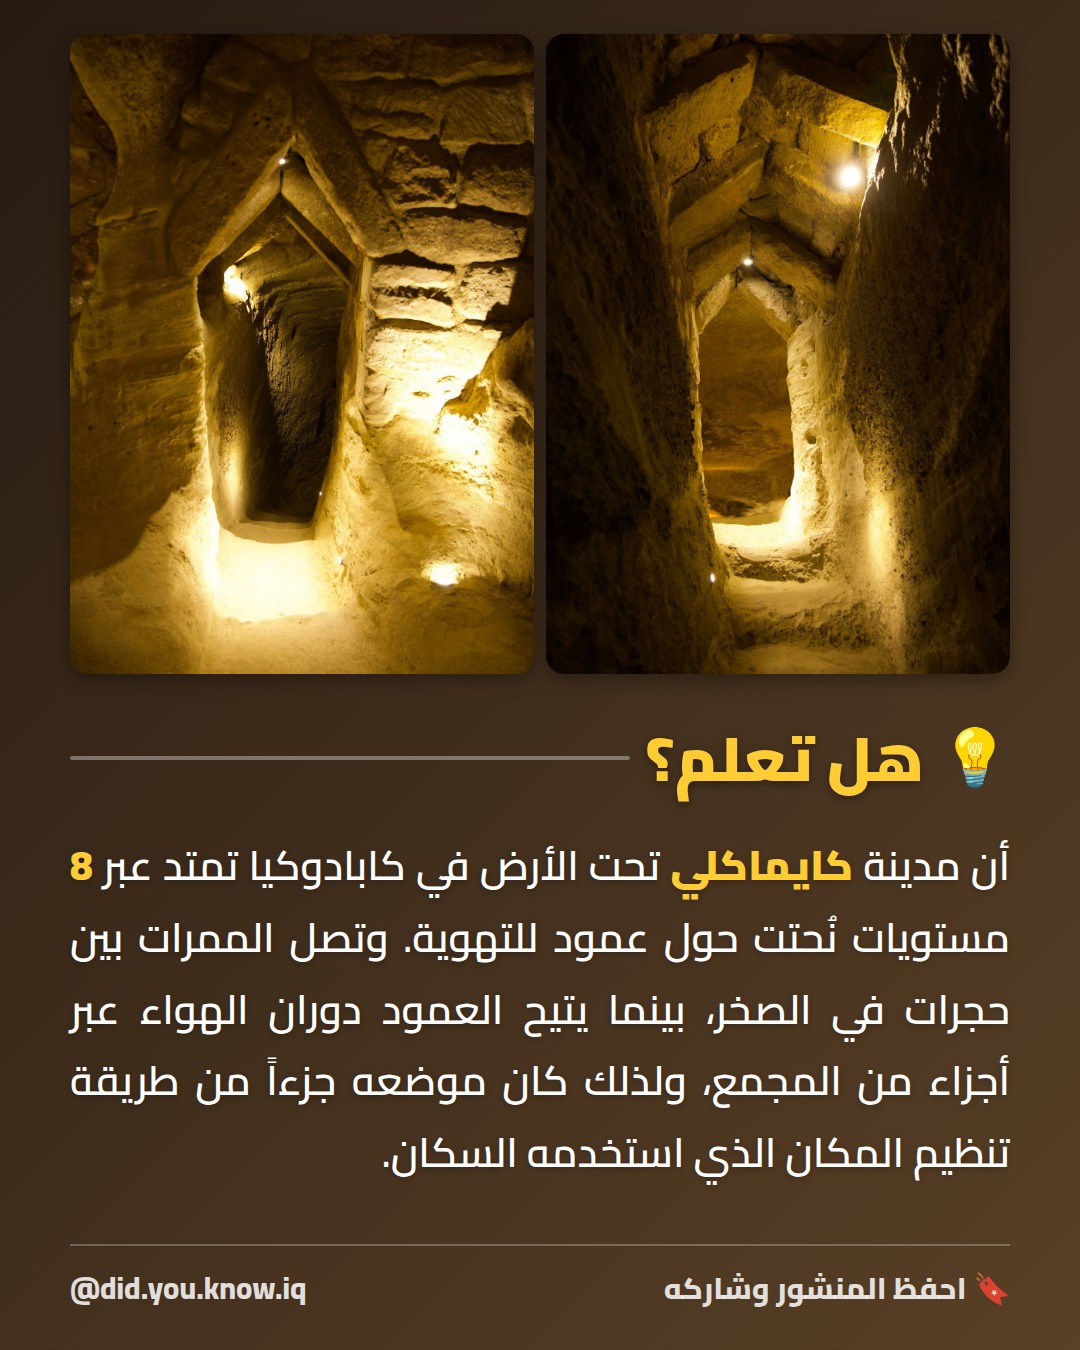 هل تعلم؟
أن مدينة كايماكلي تحت الأرض في كابادوكيا تمتد عبر 8
مستويات نُحتت حول عمود للتهوية. وتصل الممرات بين
حجرات في الصخر، بينما يتيح العمود دوران الهواء عبر
أجزاء من المجمع، ولذلك كان موضعه جزءاً من طريقة
تنظيم المكان الذي استخدمه السكان.
احفظ المنشور وشاركه
@did.you.know.iq